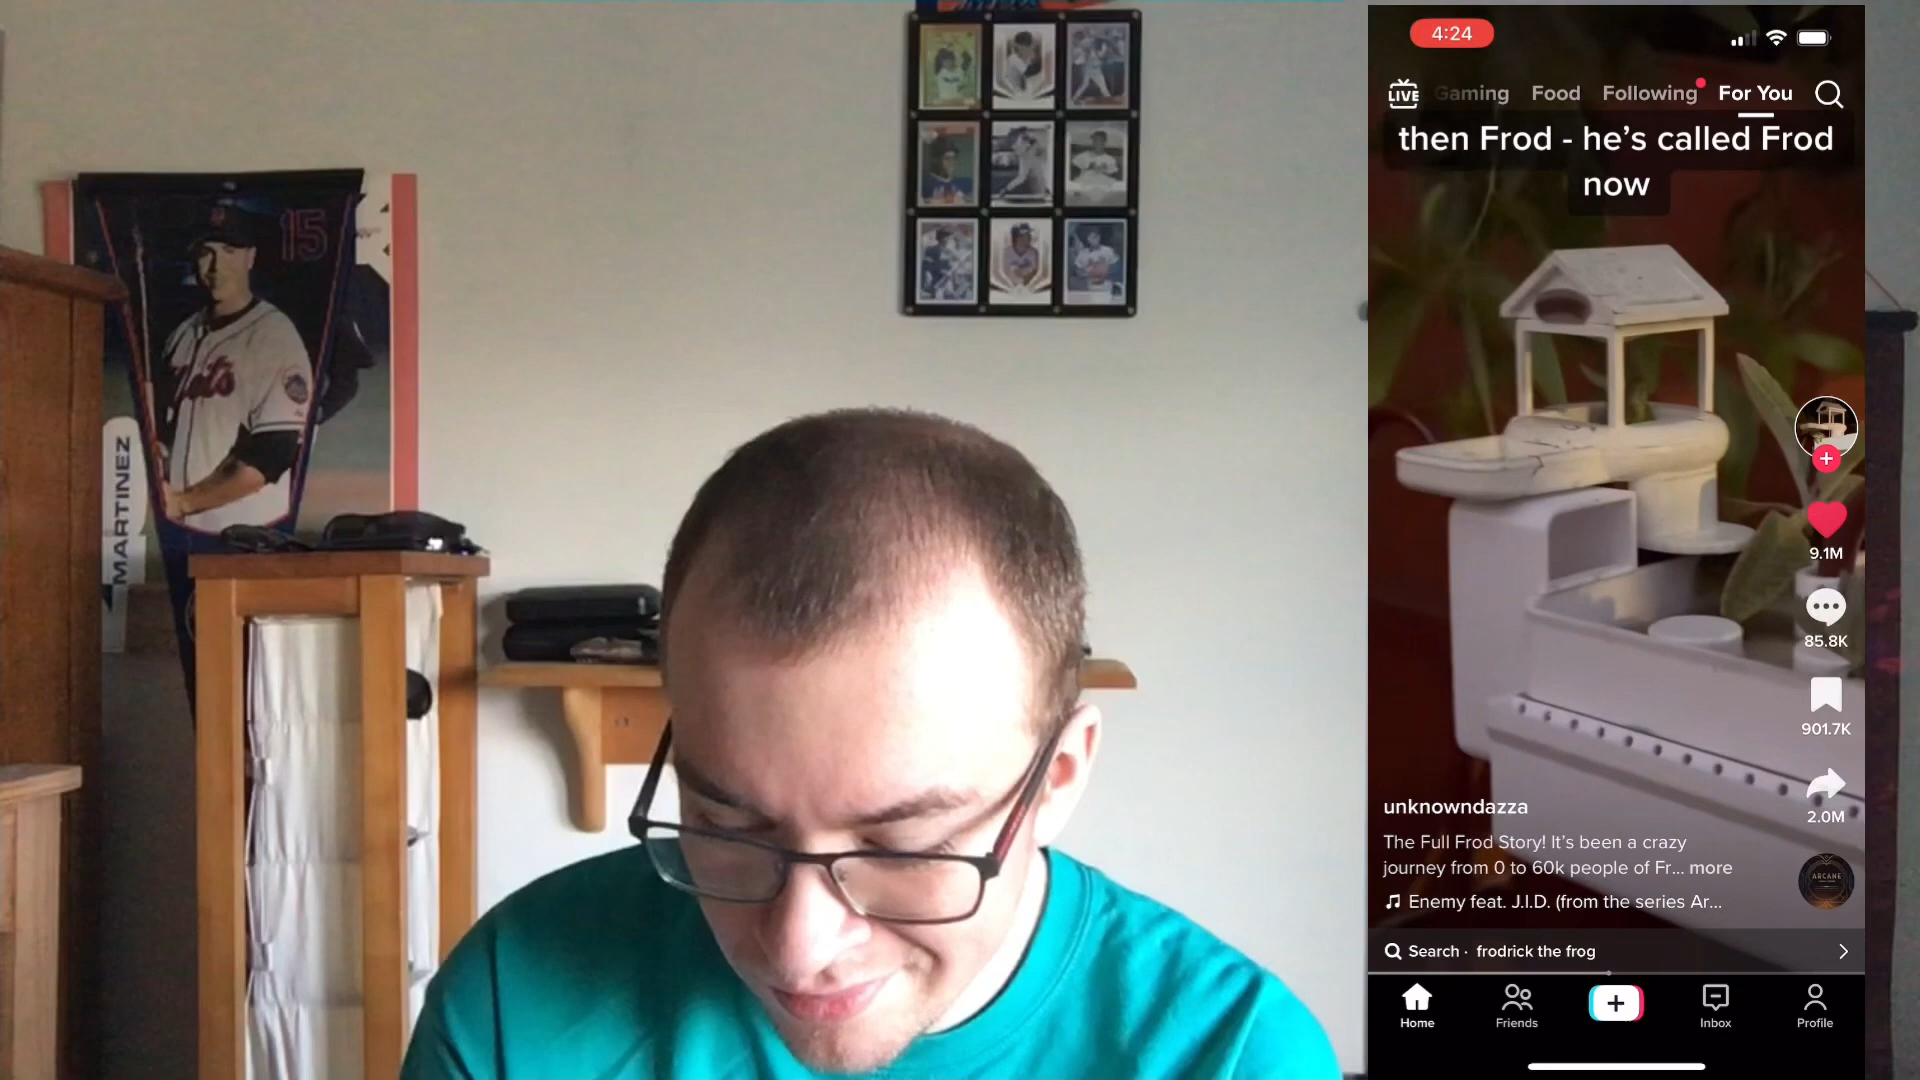 15
Mets
MARTINEZ
4:24
LIVE
Gaming
Food
Following
For You
then Frod - he's called Frod
now
9.1M
85.8K
901.7K
2.0M
unknowndazza
The Full Frod Story! It's been a crazy
journey from 0 to 60k people of Fr... more
Enemy feat. J.I.D. (from the series Ar...
ARCANE
Search · frodrick the frog
Home
Friends
Inbox
Profile